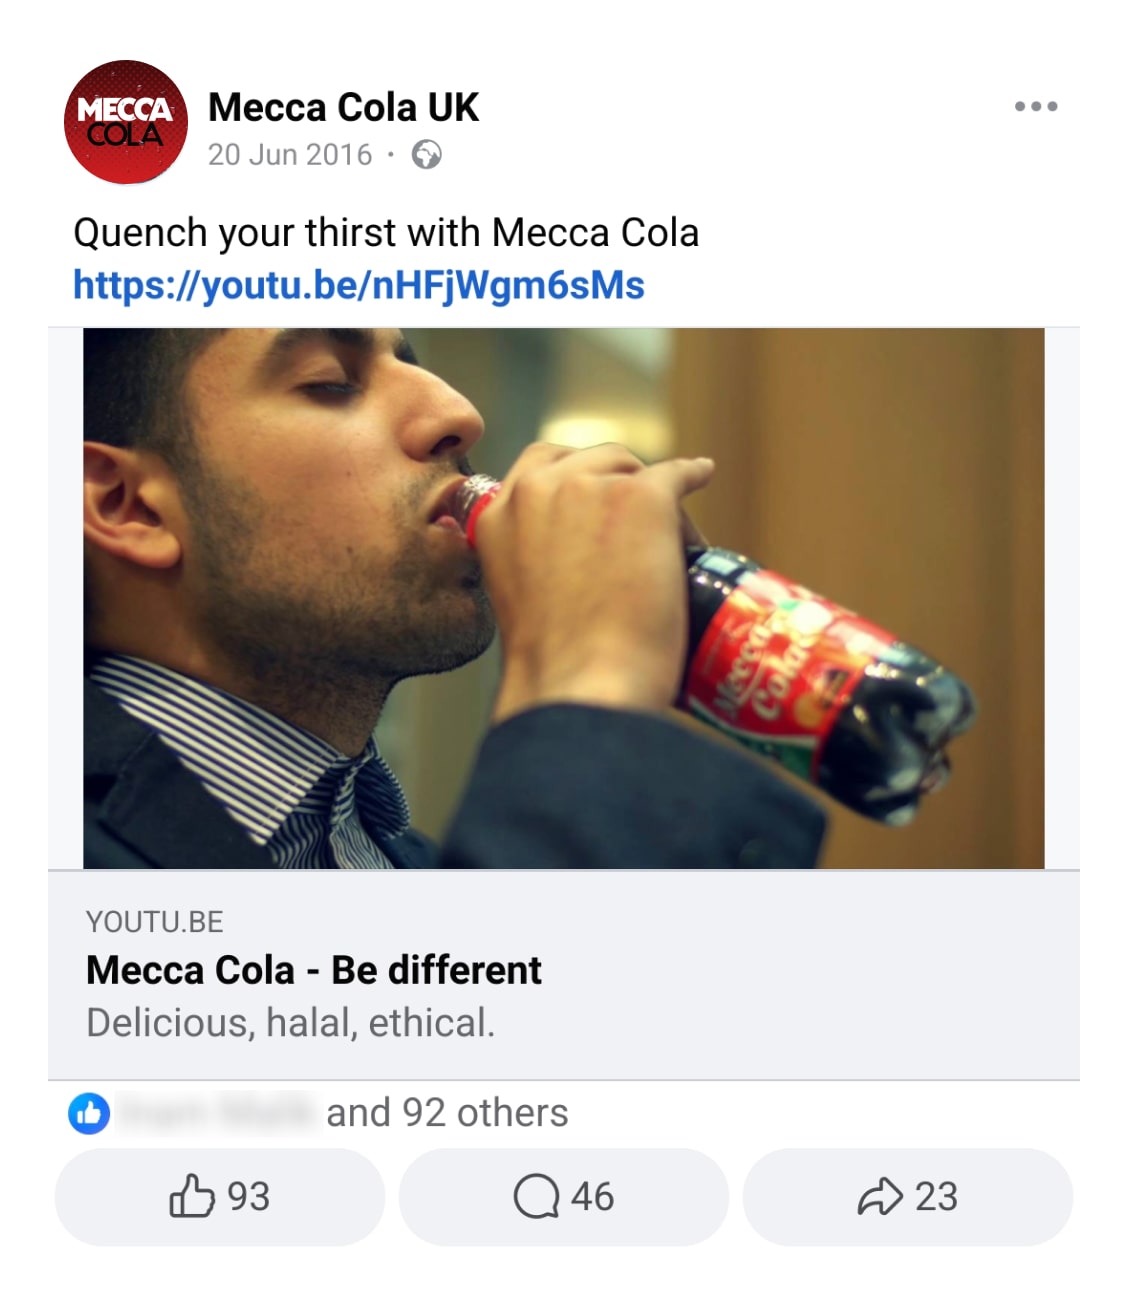 MECCA
COLA
Mecca Cola UK
20 Jun 2016 ·
Quench your thirst with Mecca Cola
https://youtu.be/nHFjWgm6sMs
Mecca
Cola
YOUTU.BE
Mecca Cola - Be different
Delicious, halal, ethical.
and 92 others
93
46
23